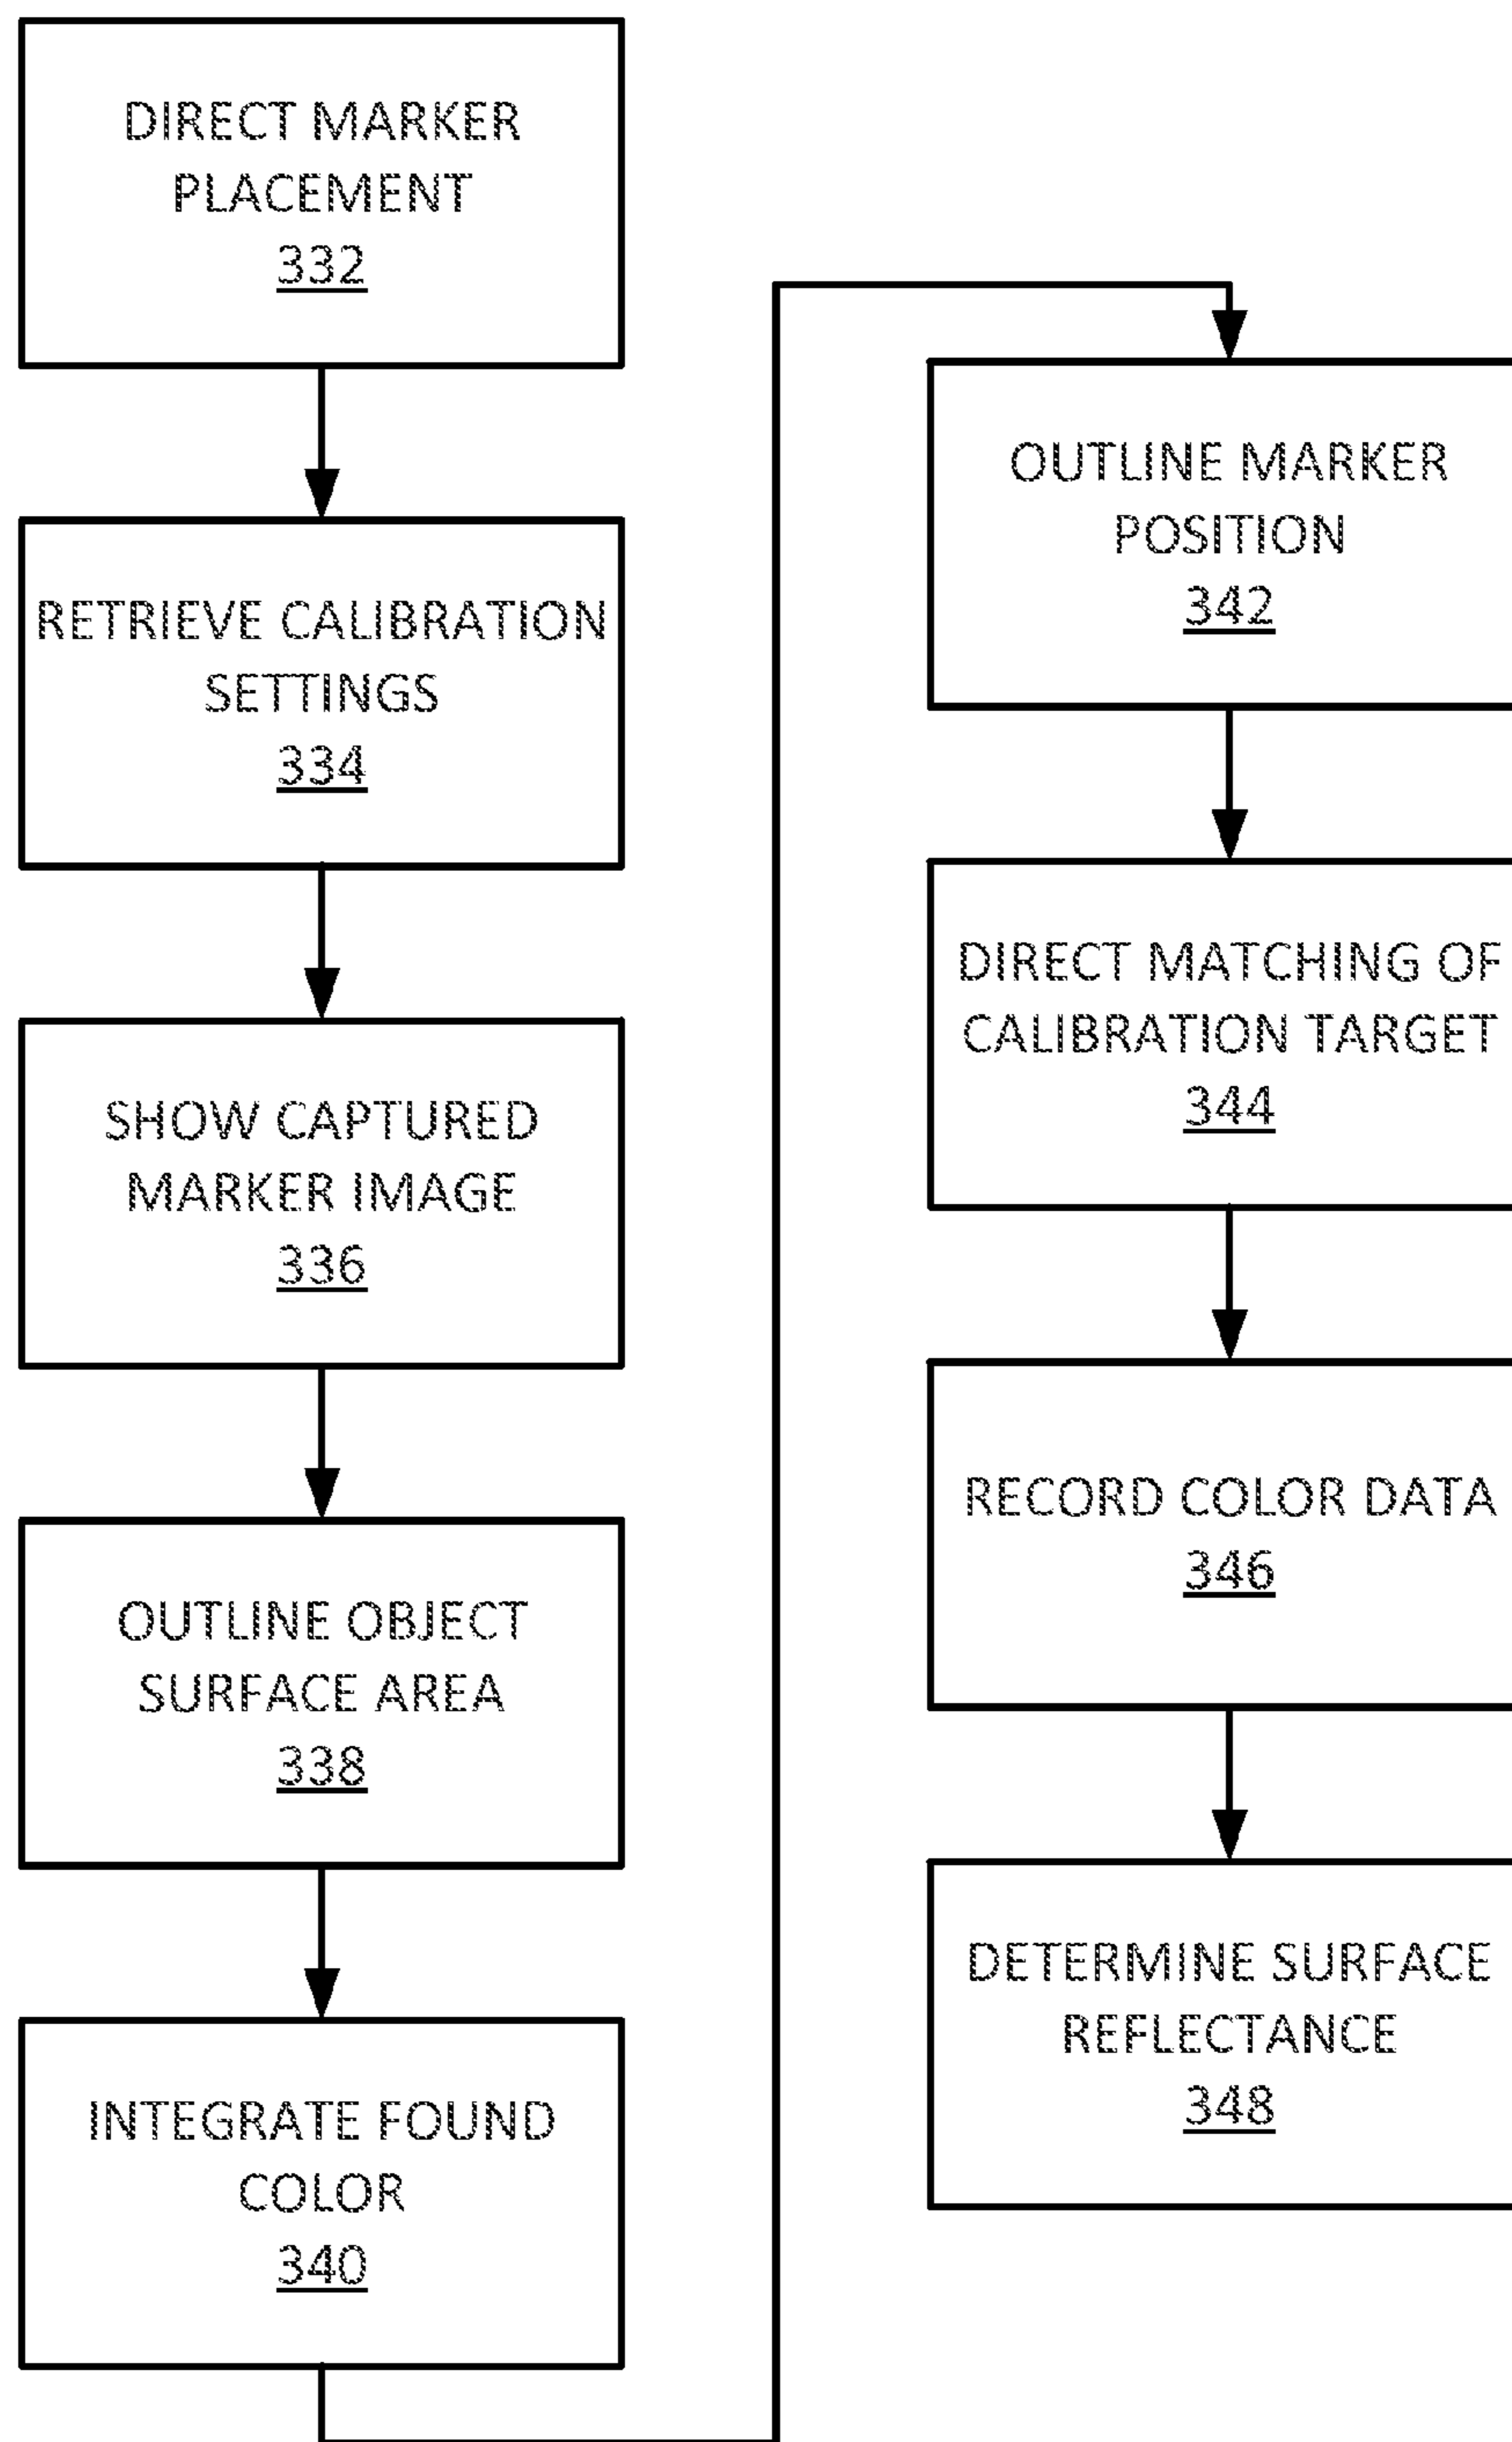 DIRECT MARKER
PLACEMENT
332
RETRIEVE CALIBRATION
SETTINGS
334
SHOW CAPTURED
MARKER IMAGE
336
OUTLINE OBJECT
SURFACE AREA
338
INTEGRATE FOUND
COLOR
340
OUTLINE MARKER
POSITION
342
DIRECT MATCHING OF
CALIBRATION TARGET
344
RECORD COLOR DATA
346
DETERMINE SURFACE
REFLECTANCE
348